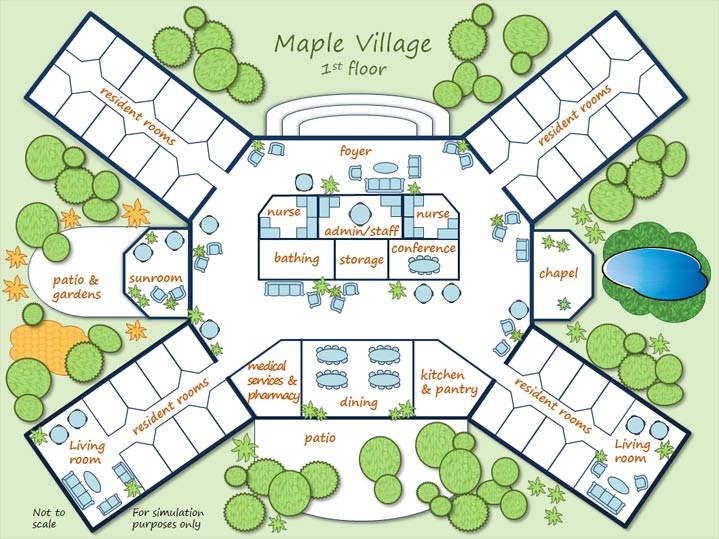 Maple Village
1st floor
resident rooms
resident rooms
foyer
nurse
admin/staff
nurse
bathing
storage
conference
patio &
gardens
sunroom
chapel
medical
services &
pharmacy
dining
kitchen
& pantry
resident rooms
resident rooms
Living
room
Living
room
patio
Not to
scale
For simulation
purposes only